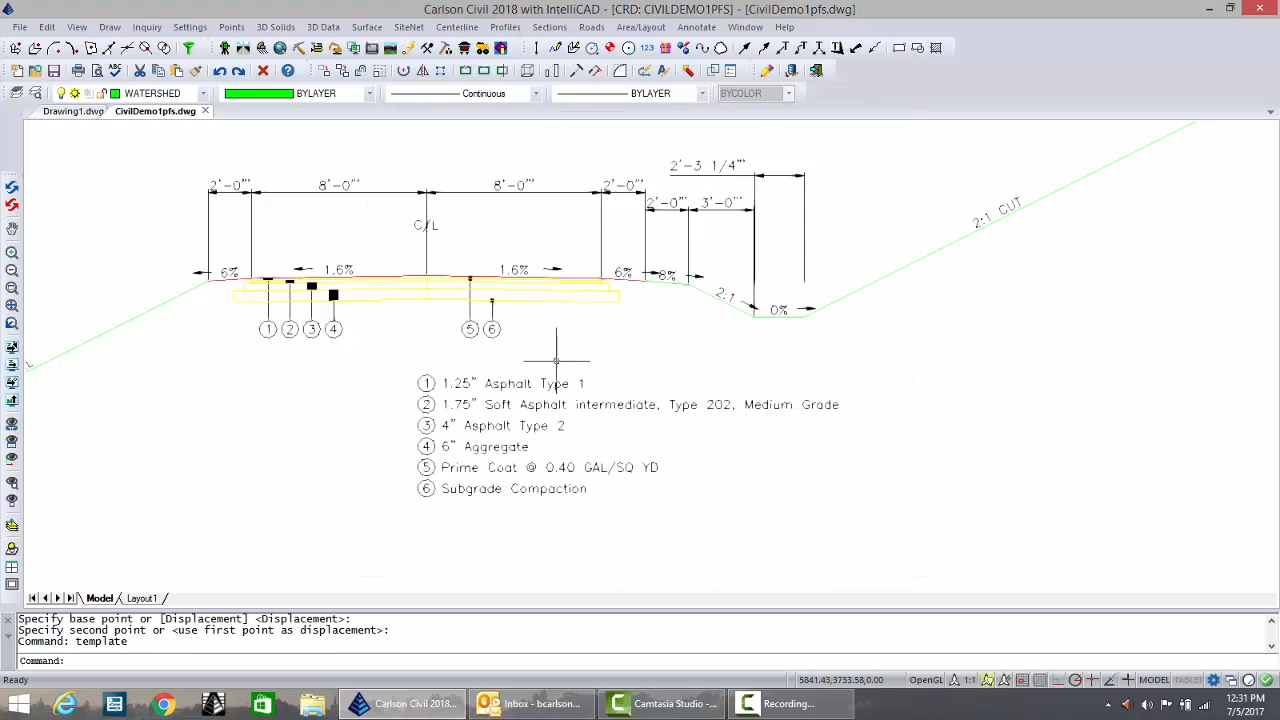 Carlson Civil 2018 with IntelliCAD - [CRD: CIVILDEMO1PFS] - [CivilDemo1pfs.dwg]
File Edit View Draw Inquiry Settings Points 3D Solids 3D Data Surface SiteNet Centerline Profiles Sections Roads Area/Layout Annotate Window Help
123
WATERSHED BYLAYER Continuous BYLAYER BYCOLOR
Drawing1.dwg CivilDemo1pfs.dwg
2'-3 1/4"'
2'-0"' 8'-0"' 8'-0"' 2'-0"'
2'-0"' 3'-0"'
2:1 CUT
C/L
6% 1.6% 1.6% 6% 8%
2:1
0%
1 2 3 4 5 6
1 1.25" Asphalt Type 1
2 1.75" Soft Asphalt intermediate, Type 202, Medium Grade
3 4" Asphalt Type 2
4 6" Aggregate
5 Prime Coat @ 0.40 GAL/SQ YD
6 Subgrade Compaction
Model Layout1
Specify base point or [Displacement] <Displacement>:
Specify second point or <use first point as displacement>:
Command: template
Command:
Ready 5841.43,3733.58,0.00 OpenGL 1:1 MODEL TABLET
Carlson Civil 2018... Inbox - bcarlson... Camtasia Studio -... Recording...
12:31 PM
7/5/2017